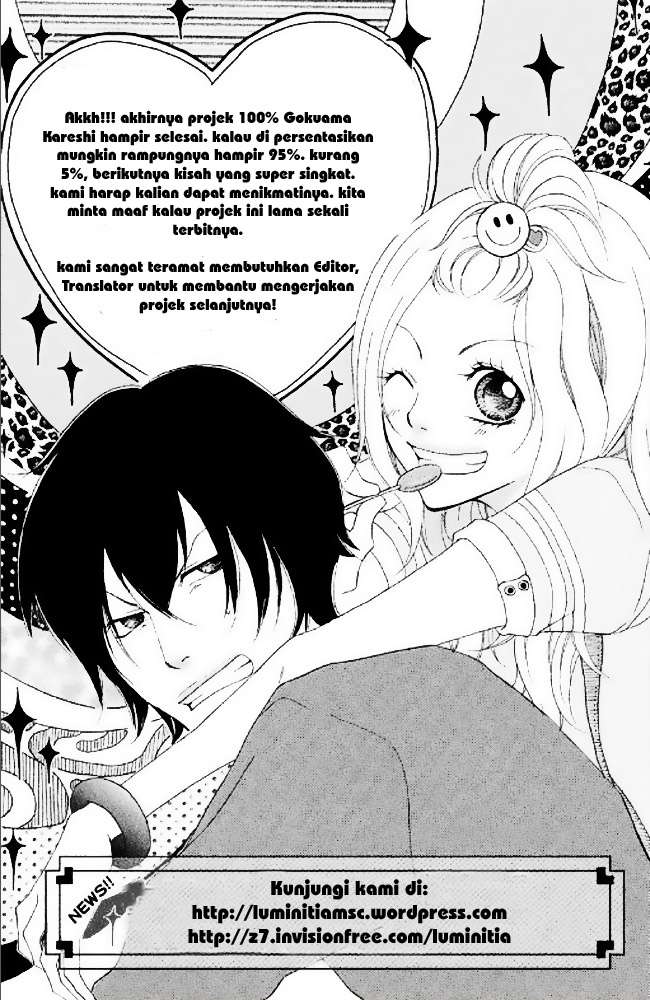 Akkh!!! akhirnya projek 100% Gokuama
Kareshi hampir selesai. kalau di persentasikan
mungkin rampungnya hampir 95%. kurang
5%, berikutnya kisah yang super singkat.
kami harap kalian dapat menikmatinya. kita
minta maaf kalau projek ini lama sekali
terbitnya.
kami sangat teramat membutuhkan Editor,
Translator untuk membantu mengerjakan
projek selanjutnya!
NEWS!!
Kunjungi kami di:
http://luminitiamsc.wordpress.com
http://z7.invisionfree.com/luminitia